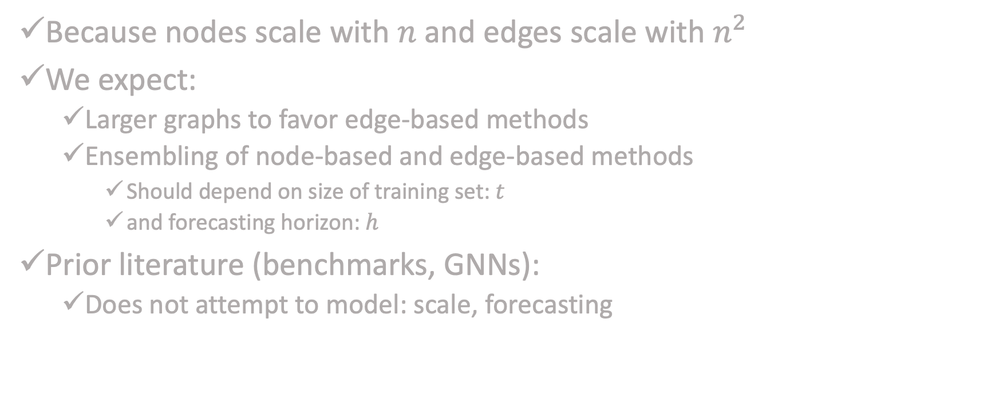 ✓Because nodes scale with n and edges scale with n²
✓We expect:
✓Larger graphs to favor edge-based methods
✓Ensembling of node-based and edge-based methods
✓Should depend on size of training set: t
✓and forecasting horizon: h
✓Prior literature (benchmarks, GNNs):
✓Does not attempt to model: scale, forecasting